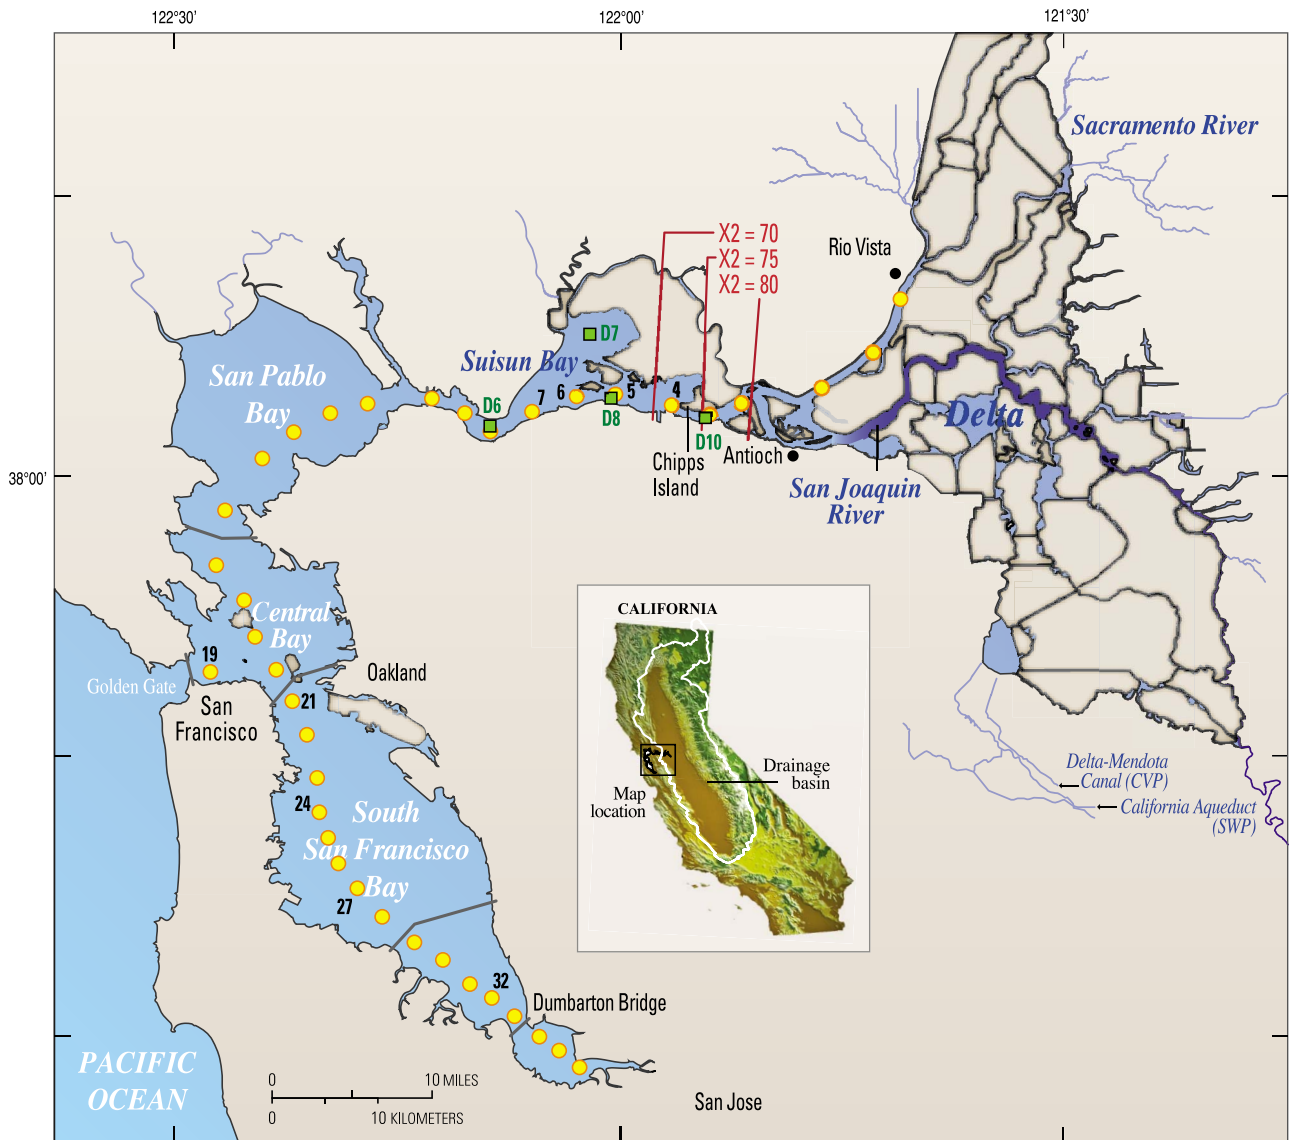 122°30'
122°00'
121°30'
Sacramento River
X2 = 70
X2 = 75
X2 = 80
Rio Vista
D7
Suisun Bay
San Pablo
Bay
D6
7
6
5
4
D8
D10
Delta
Chipps
Island
Antioch
38°00'
San Joaquin
River
CALIFORNIA
Central
Bay
19
Golden Gate
Oakland
San
Francisco
21
Drainage
basin
Map
location
Delta-Mendota
Canal (CVP)
California Aqueduct
(SWP)
24
South
San Francisco
Bay
27
32
Dumbarton Bridge
PACIFIC
OCEAN
0
10 MILES
0
10 KILOMETERS
San Jose